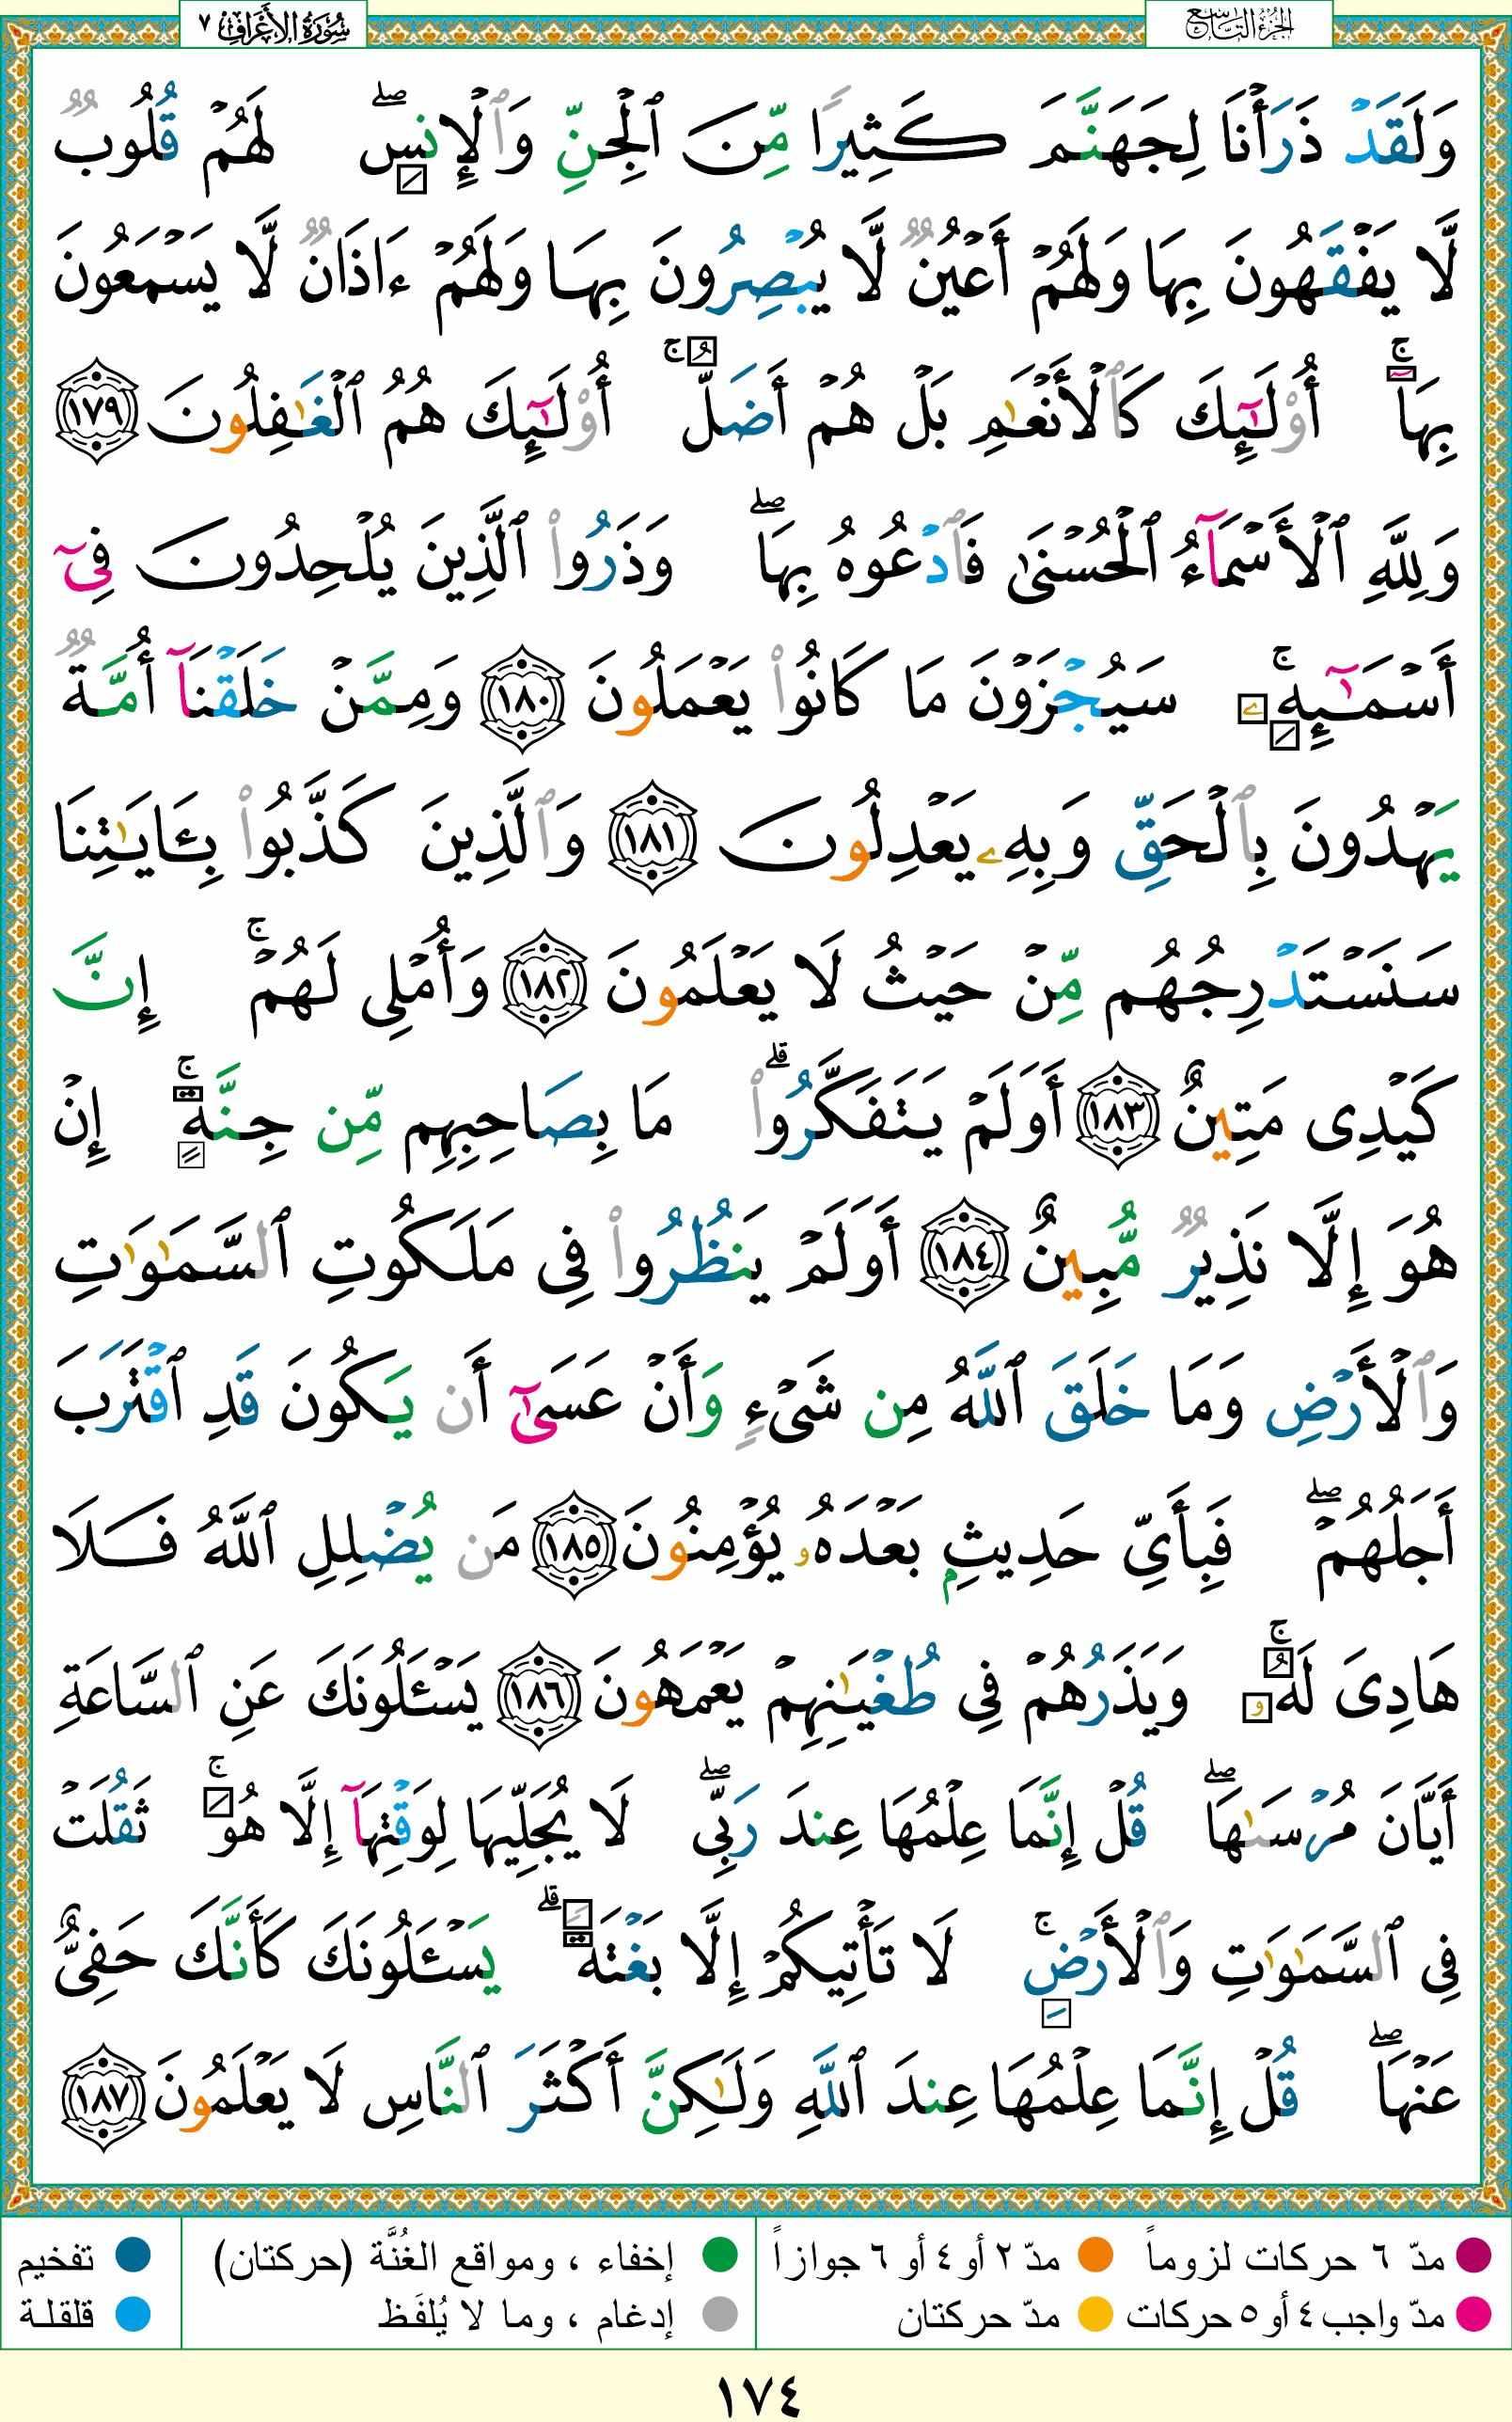 الجزء التاسع
سورة الأعراف ٧
وَلَقَدْ ذَرَأْنَا لِجَهَنَّمَ كَثِيرًا مِّنَ ٱلْجِنِّ وَٱلْإِنسِ ۖ لَهُمْ قُلُوبٌ
لَّا يَفْقَهُونَ بِهَا وَلَهُمْ أَعْيُنٌ لَّا يُبْصِرُونَ بِهَا وَلَهُمْ ءَاذَانٌ لَّا يَسْمَعُونَ
بِهَآ ۚ أُو۟لَـٰٓئِكَ كَٱلْأَنْعَـٰمِ بَلْ هُمْ أَضَلُّ ۚ أُو۟لَـٰٓئِكَ هُمُ ٱلْغَـٰفِلُونَ ١٧٩
وَلِلَّهِ ٱلْأَسْمَآءُ ٱلْحُسْنَىٰ فَٱدْعُوهُ بِهَا ۖ وَذَرُوا۟ ٱلَّذِينَ يُلْحِدُونَ فِىٓ
أَسْمَـٰٓئِهِۦ ۚ سَيُجْزَوْنَ مَا كَانُوا۟ يَعْمَلُونَ ١٨٠ وَمِمَّنْ خَلَقْنَآ أُمَّةٌ
يَهْدُونَ بِٱلْحَقِّ وَبِهِۦ يَعْدِلُونَ ١٨١ وَٱلَّذِينَ كَذَّبُوا۟ بِـَٔايَـٰتِنَا
سَنَسْتَدْرِجُهُم مِّنْ حَيْثُ لَا يَعْلَمُونَ ١٨٢ وَأُمْلِى لَهُمْ ۚ إِنَّ
كَيْدِى مَتِينٌ ١٨٣ أَوَلَمْ يَتَفَكَّرُوا۟ ۗ مَا بِصَاحِبِهِم مِّن جِنَّةٍ ۚ إِنْ
هُوَ إِلَّا نَذِيرٌ مُّبِينٌ ١٨٤ أَوَلَمْ يَنظُرُوا۟ فِى مَلَكُوتِ ٱلسَّمَـٰوَٰتِ
وَٱلْأَرْضِ وَمَا خَلَقَ ٱللَّهُ مِن شَىْءٍ وَأَنْ عَسَىٰٓ أَن يَكُونَ قَدِ ٱقْتَرَبَ
أَجَلُهُمْ ۖ فَبِأَىِّ حَدِيثٍۭ بَعْدَهُۥ يُؤْمِنُونَ ١٨٥ مَن يُضْلِلِ ٱللَّهُ فَلَا
هَادِىَ لَهُۥ ۚ وَيَذَرُهُمْ فِى طُغْيَـٰنِهِمْ يَعْمَهُونَ ١٨٦ يَسْـَٔلُونَكَ عَنِ ٱلسَّاعَةِ
أَيَّانَ مُرْسَىٰهَا ۖ قُلْ إِنَّمَا عِلْمُهَا عِندَ رَبِّى ۖ لَا يُجَلِّيهَا لِوَقْتِهَآ إِلَّا هُوَ ۚ ثَقُلَتْ
فِى ٱلسَّمَـٰوَٰتِ وَٱلْأَرْضِ ۚ لَا تَأْتِيكُمْ إِلَّا بَغْتَةً ۗ يَسْـَٔلُونَكَ كَأَنَّكَ حَفِىٌّ
عَنْهَا ۖ قُلْ إِنَّمَا عِلْمُهَا عِندَ ٱللَّهِ وَلَـٰكِنَّ أَكْثَرَ ٱلنَّاسِ لَا يَعْلَمُونَ ١٨٧
مدّ ٦ حركات لزوماً مدّ ٢ أو ٤ أو ٦ جوازاً إخفاء ، ومواقع الغُنَّة (حركتان) تفخيم
مدّ واجب ٤ أو ٥ حركات مدّ حركتان إدغام ، وما لا يُلفَظ قلقلة
١٧٤